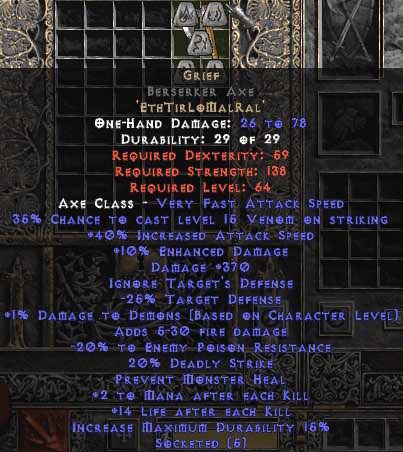 Grief
Berserker Axe
'EthTirLoMalRal'
One-Hand Damage: 26 to 78
Durability: 29 of 29
Required Dexterity: 59
Required Strength: 138
Required Level: 64
Axe Class - Very Fast Attack Speed
35% Chance to cast level 15 Venom on striking
+40% Increased Attack Speed
+10% Enhanced Damage
Damage +370
Ignore Target's Defense
-25% Target Defense
+1% Damage to Demons (Based on Character Level)
Adds 5-30 fire damage
-20% to Enemy Poison Resistance
20% Deadly Strike
Prevent Monster Heal
+2 to Mana after each Kill
+14 Life after each Kill
Increase Maximum Durability 15%
Socketed (5)